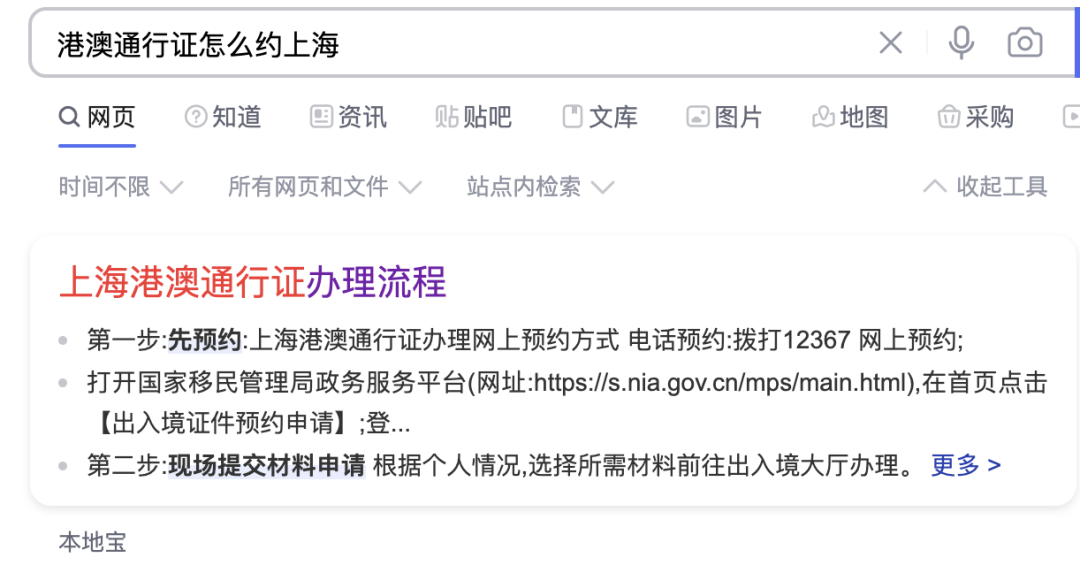 港澳通行证怎么约上海
网页 知道 资讯 贴吧 文库 图片 地图 采购
时间不限 所有网页和文件 站点内检索 收起工具
上海港澳通行证办理流程
第一步:先预约:上海港澳通行证办理网上预约方式 电话预约:拨打12367 网上预约;
打开国家移民管理局政务服务平台(网址:https://s.nia.gov.cn/mps/main.html),在首页点击
【出入境证件预约申请】;登...
第二步:现场提交材料申请 根据个人情况,选择所需材料前往出入境大厅办理。 更多 >
本地宝